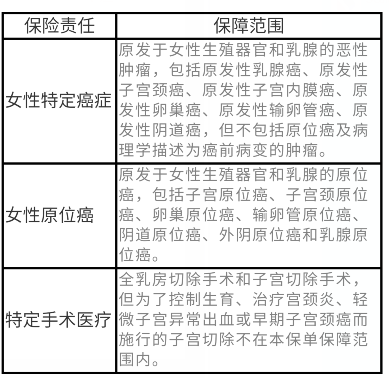 保险责任 保障范围
女性特定癌症
原发于女性生殖器官和乳腺的恶性
肿瘤，包括原发性乳腺癌、原发性
子宫颈癌、原发性子宫内膜癌、原
发性卵巢癌、原发性输卵管癌、原
发性阴道癌，但不包括原位癌及病
理学描述为癌前病变的肿瘤。
女性原位癌
原发于女性生殖器官和乳腺的原位
癌，包括子宫原位癌、子宫颈原位
癌、卵巢原位癌、输卵管原位癌、
阴道原位癌、外阴原位癌和乳腺原
位癌。
特定手术医疗
全乳房切除手术和子宫切除手术，
但为了控制生育、治疗宫颈炎、轻
微子宫异常出血或早期子宫颈癌而
施行的子宫切除不在本保单保障范
围内。